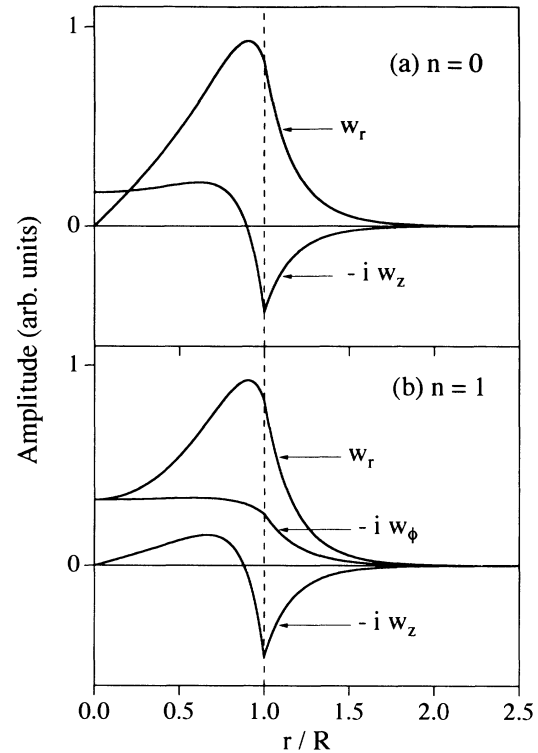 1
(a) n = 0
w_r
0
- i w_z
Amplitude (arb. units)
1
(b) n = 1
w_r
- i w_ϕ
0
- i w_z
0.0 0.5 1.0 1.5 2.0 2.5
r / R